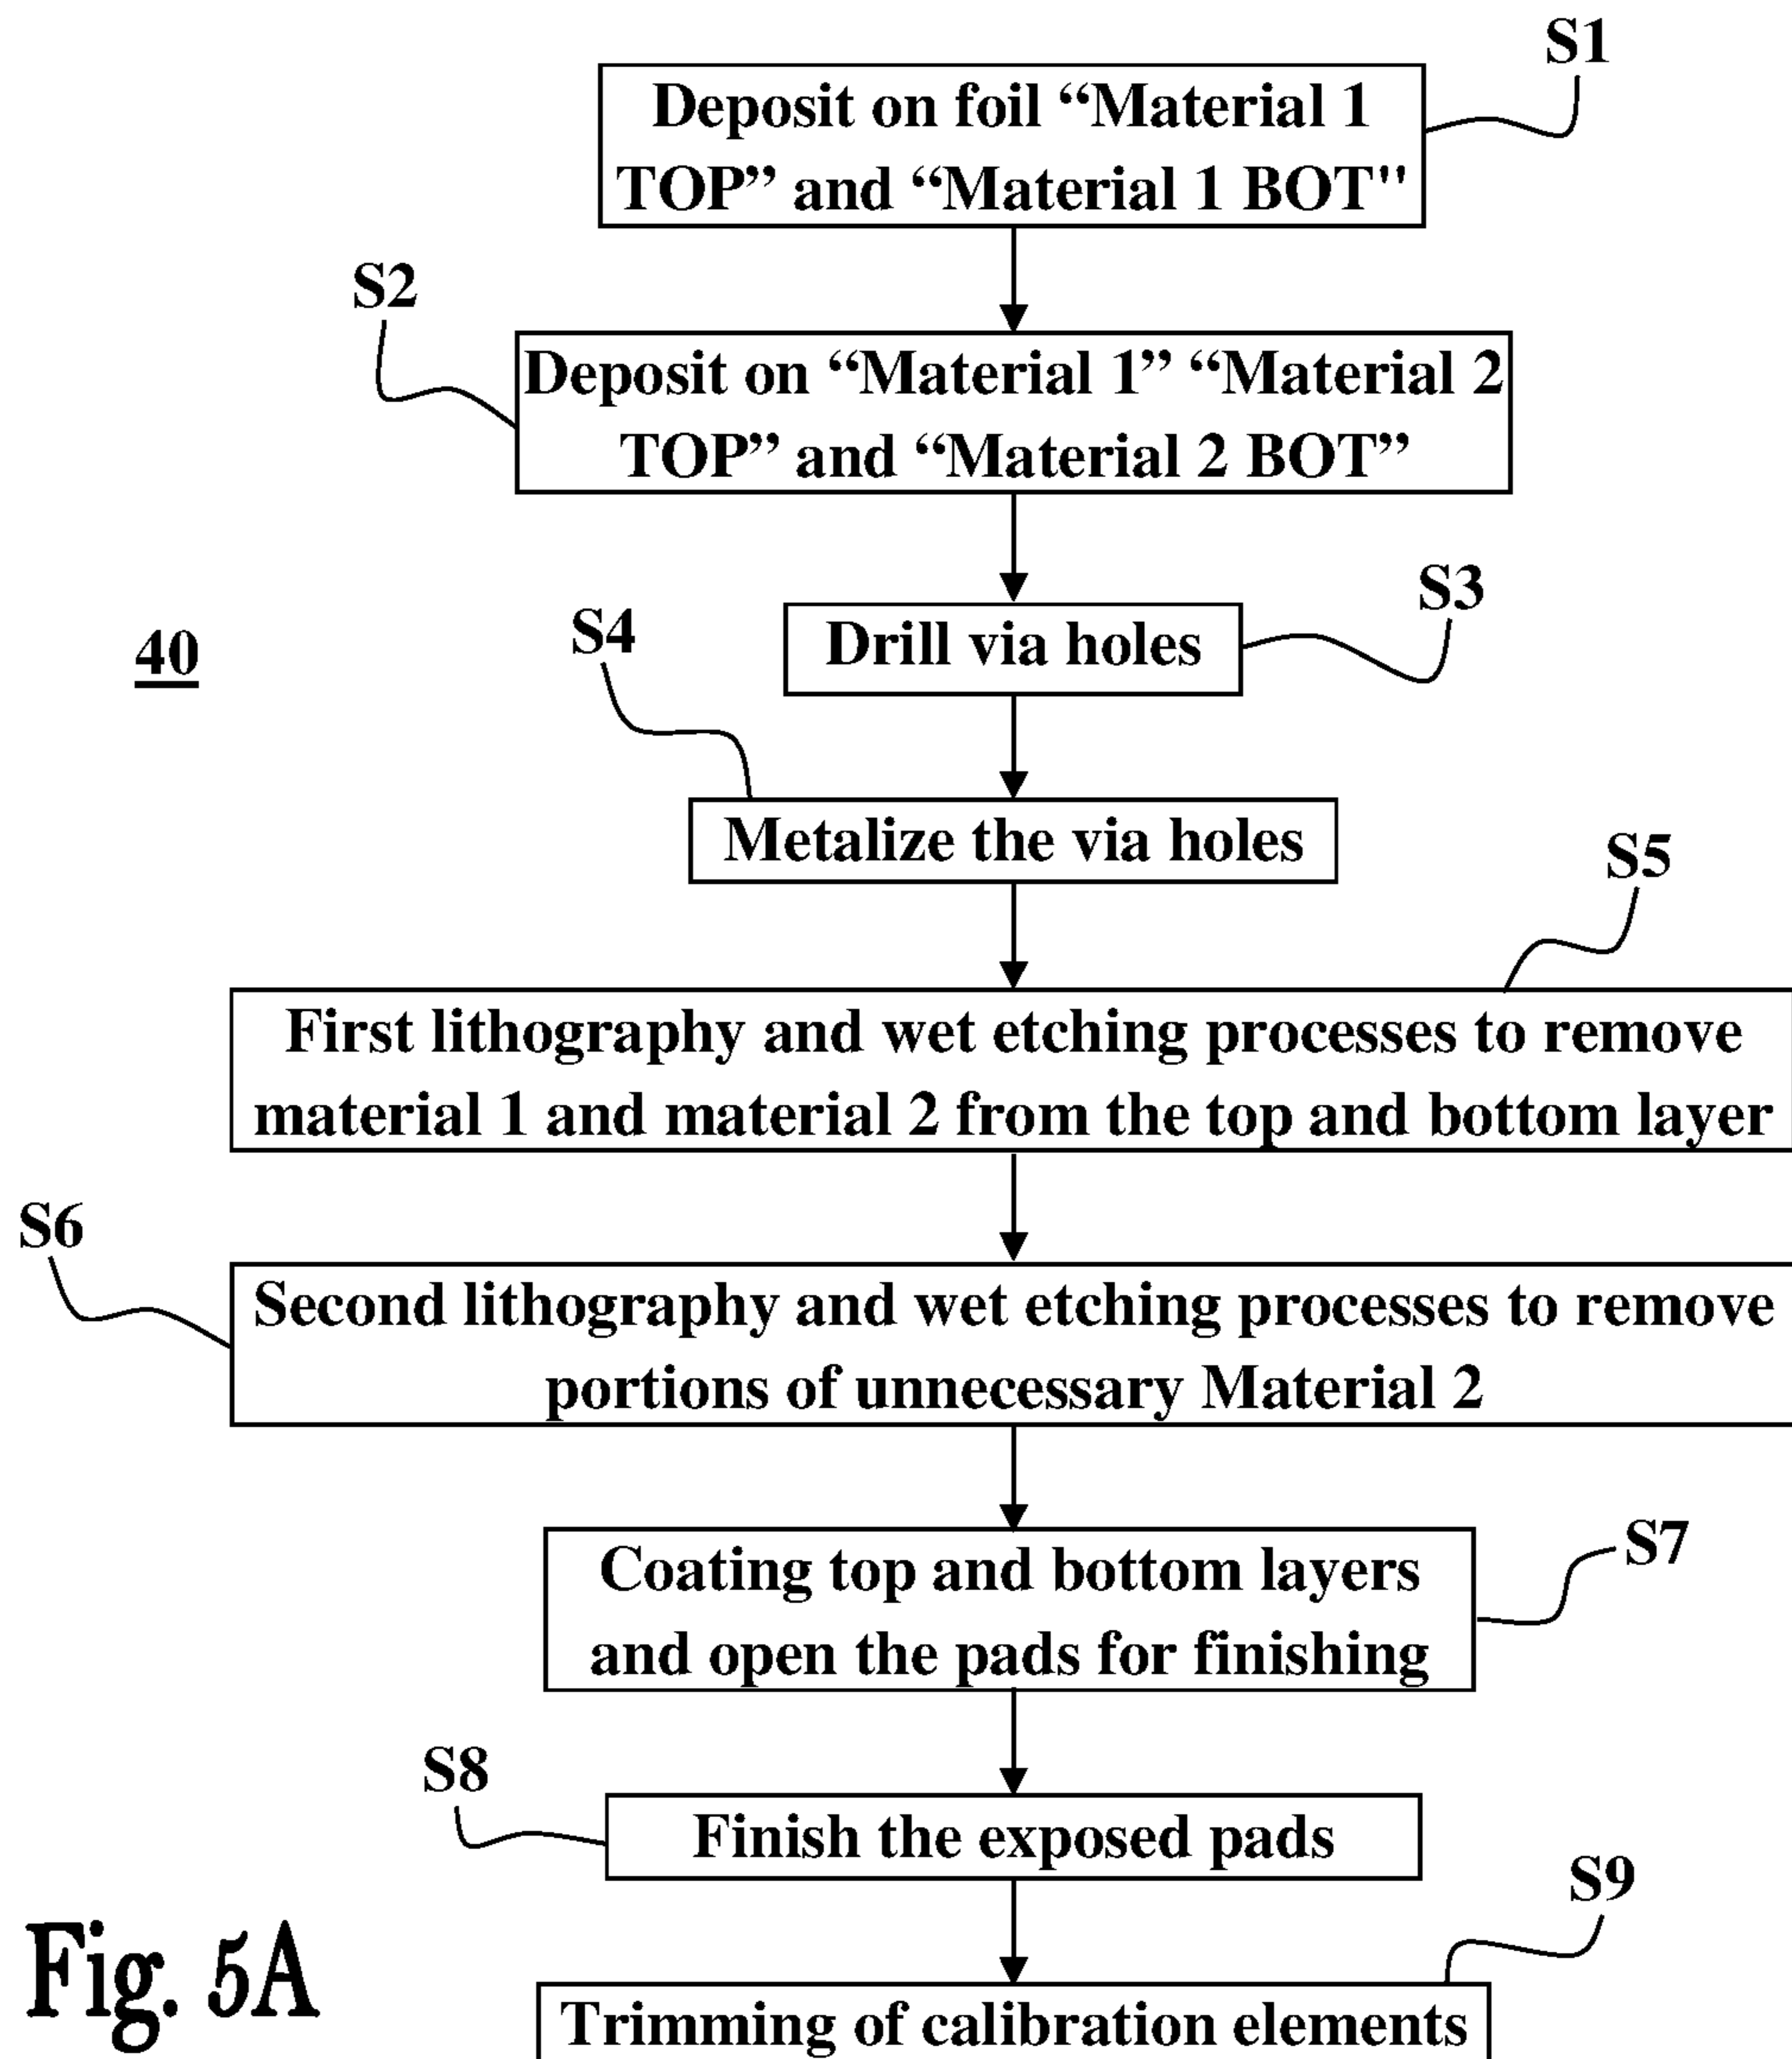 S1
Deposit on foil “Material 1
TOP” and “Material 1 BOT"
S2
Deposit on “Material 1” “Material 2
TOP” and “Material 2 BOT”
S3
Drill via holes
40
S4
Metalize the via holes
S5
First lithography and wet etching processes to remove
material 1 and material 2 from the top and bottom layer
S6
Second lithography and wet etching processes to remove
portions of unnecessary Material 2
S7
Coating top and bottom layers
and open the pads for finishing
S8
Finish the exposed pads
S9
Trimming of calibration elements
Fig. 5A